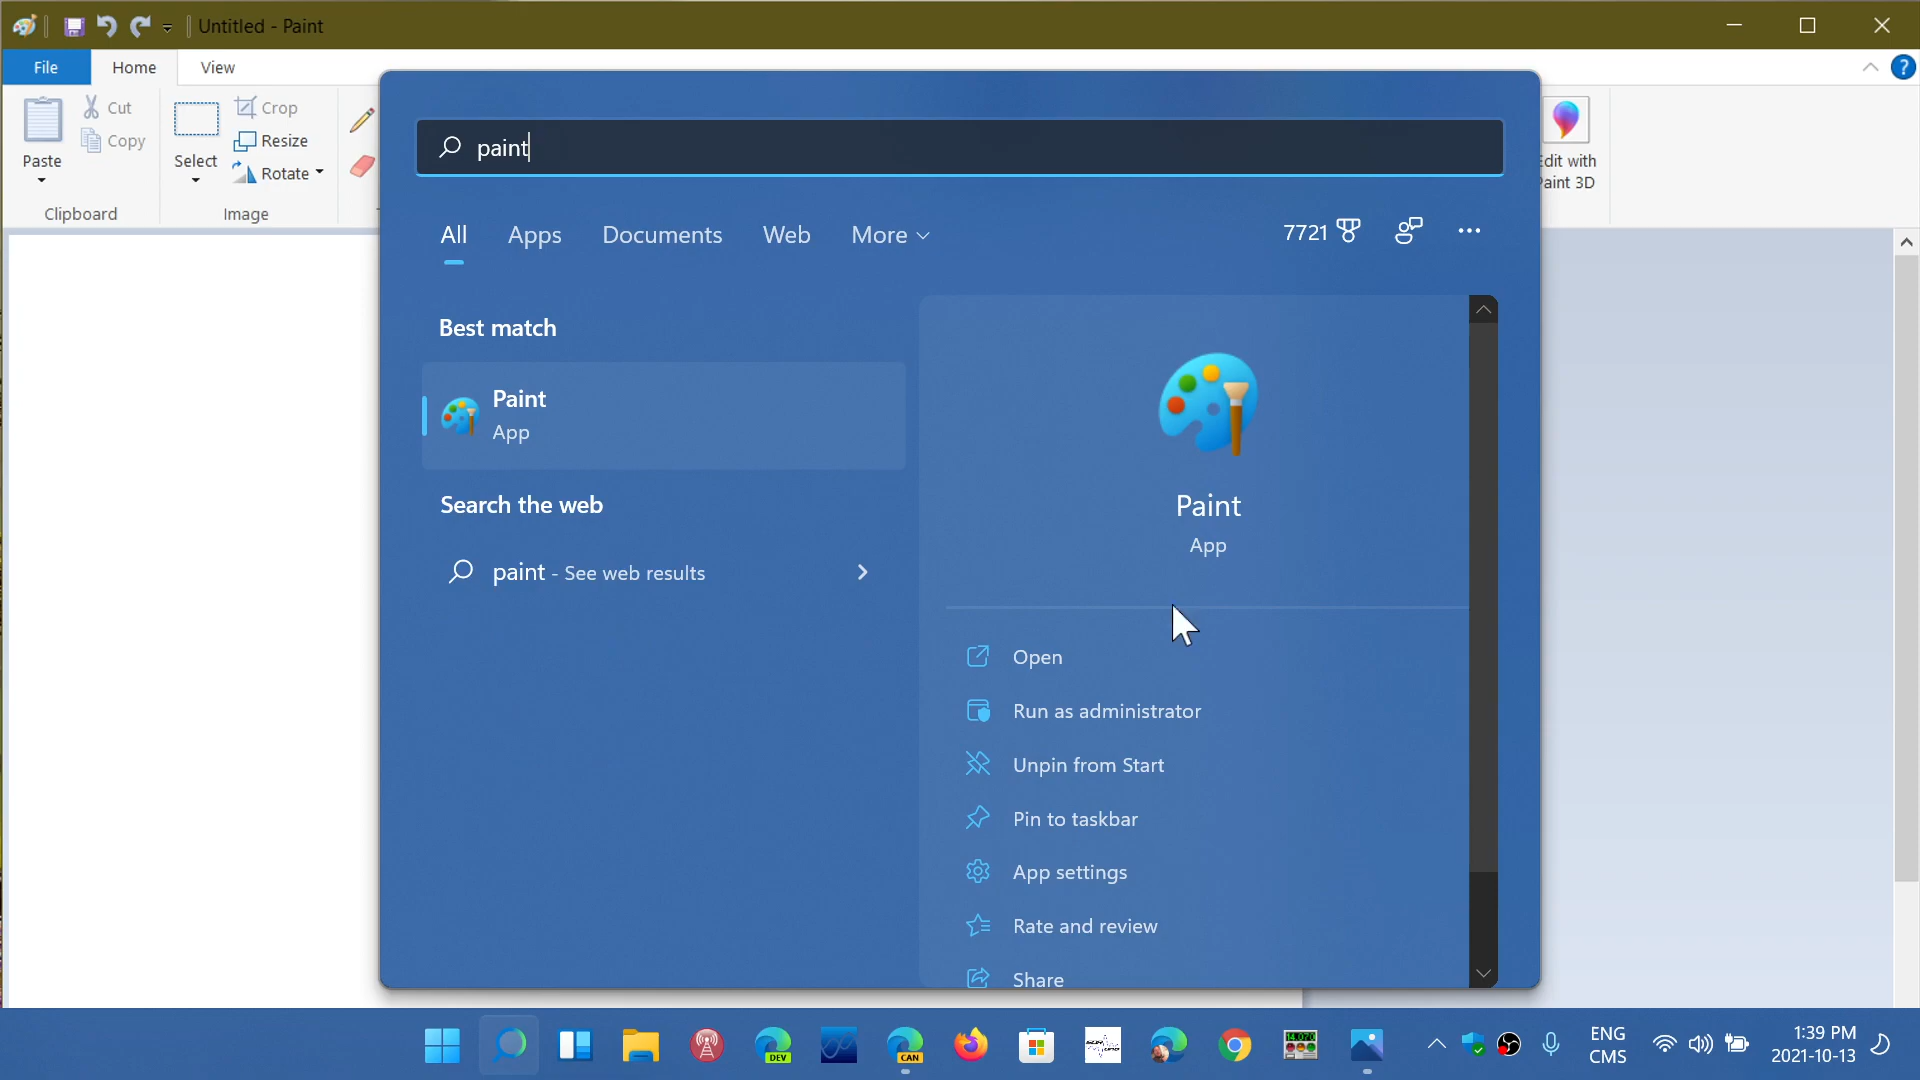 Untitled - Paint
File
Home
View
Paste
Cut
Copy
Clipboard
Select
Crop
Resize
Rotate
Image
Edit with
Paint 3D
paint
All
Apps
Documents
Web
More
7721
Best match
Paint
App
Search the web
paint - See web results
Paint
App
Open
Run as administrator
Unpin from Start
Pin to taskbar
App settings
Rate and review
Share
DEV
CAN
ENG
CMS
1:39 PM
2021-10-13